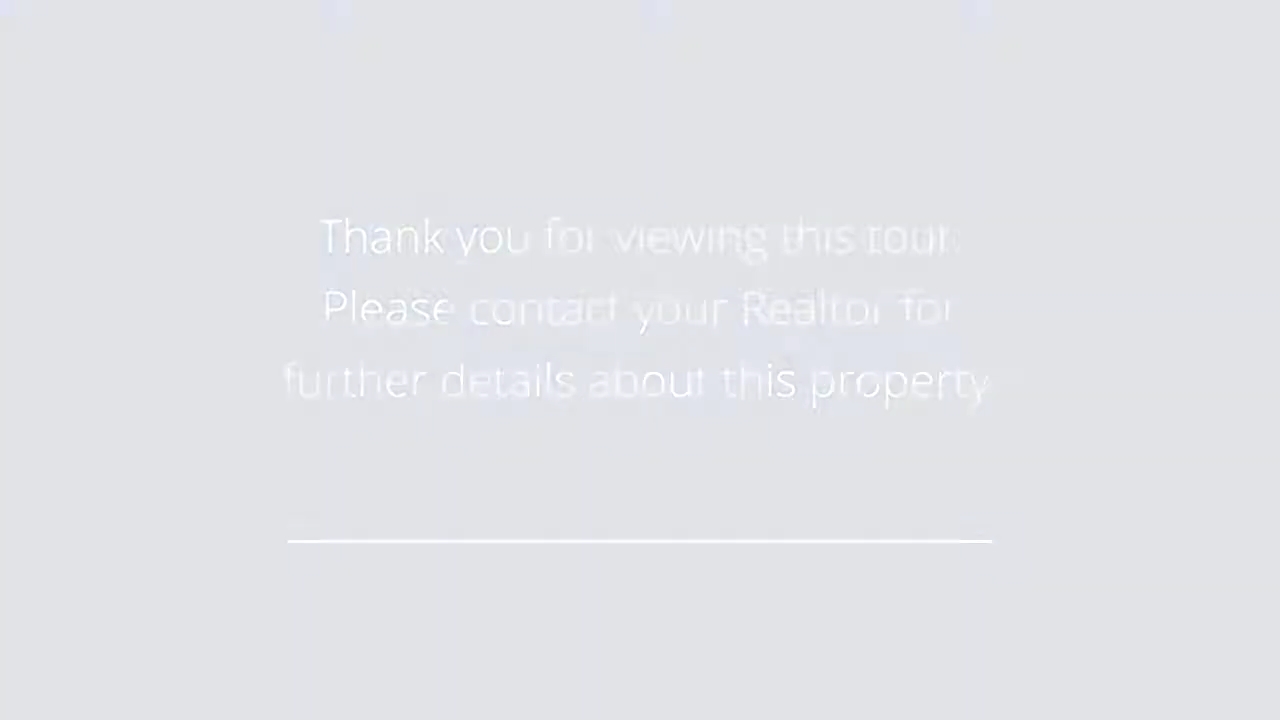 Thank you for viewing this tour.
Please contact your Realtor for
further details about this property